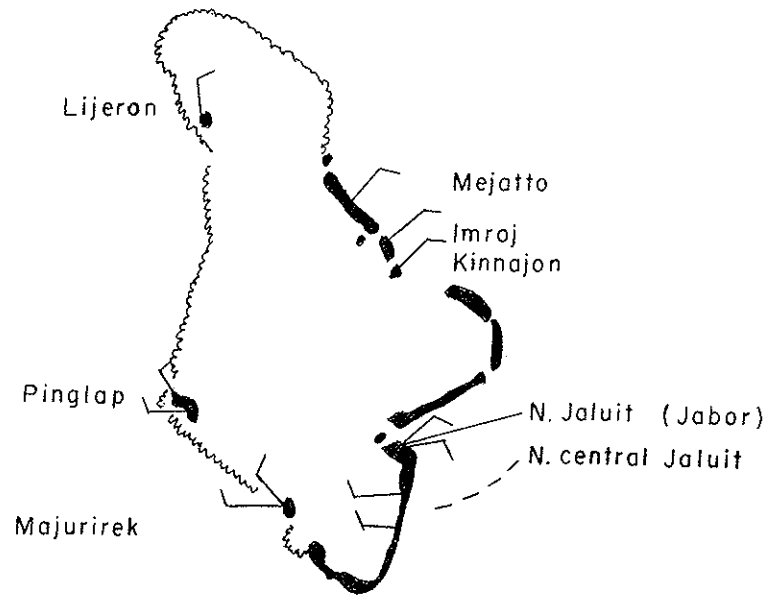 Lijeron
Mejatto
Imroj
Kinnajon
Pinglap
N. Jaluit (Jabor)
N. central Jaluit
Majurirek